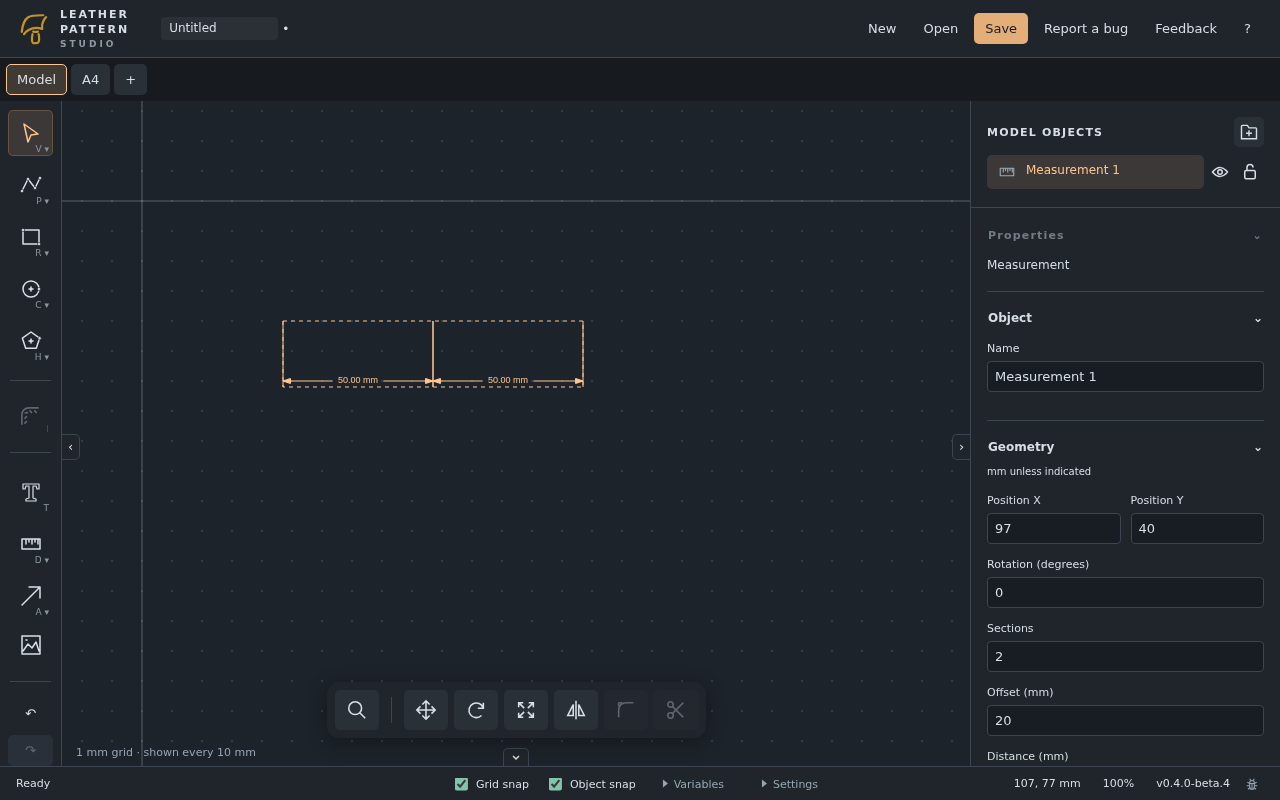 LEATHER
PATTERN
STUDIO
Untitled •
New Open Save Report a bug Feedback ?
Model A4 +
V ▾
P ▾
R ▾
C ▾
H ▾
I
T
D ▾
A ▾
50.00 mm 50.00 mm
1 mm grid · shown every 10 mm
MODEL OBJECTS
Measurement 1
Properties
Measurement
Object
Name
Measurement 1
Geometry
mm unless indicated
Position X Position Y
97 40
Rotation (degrees)
0
Sections
2
Offset (mm)
20
Distance (mm)
Ready Grid snap Object snap Variables Settings 107, 77 mm 100% v0.4.0-beta.4